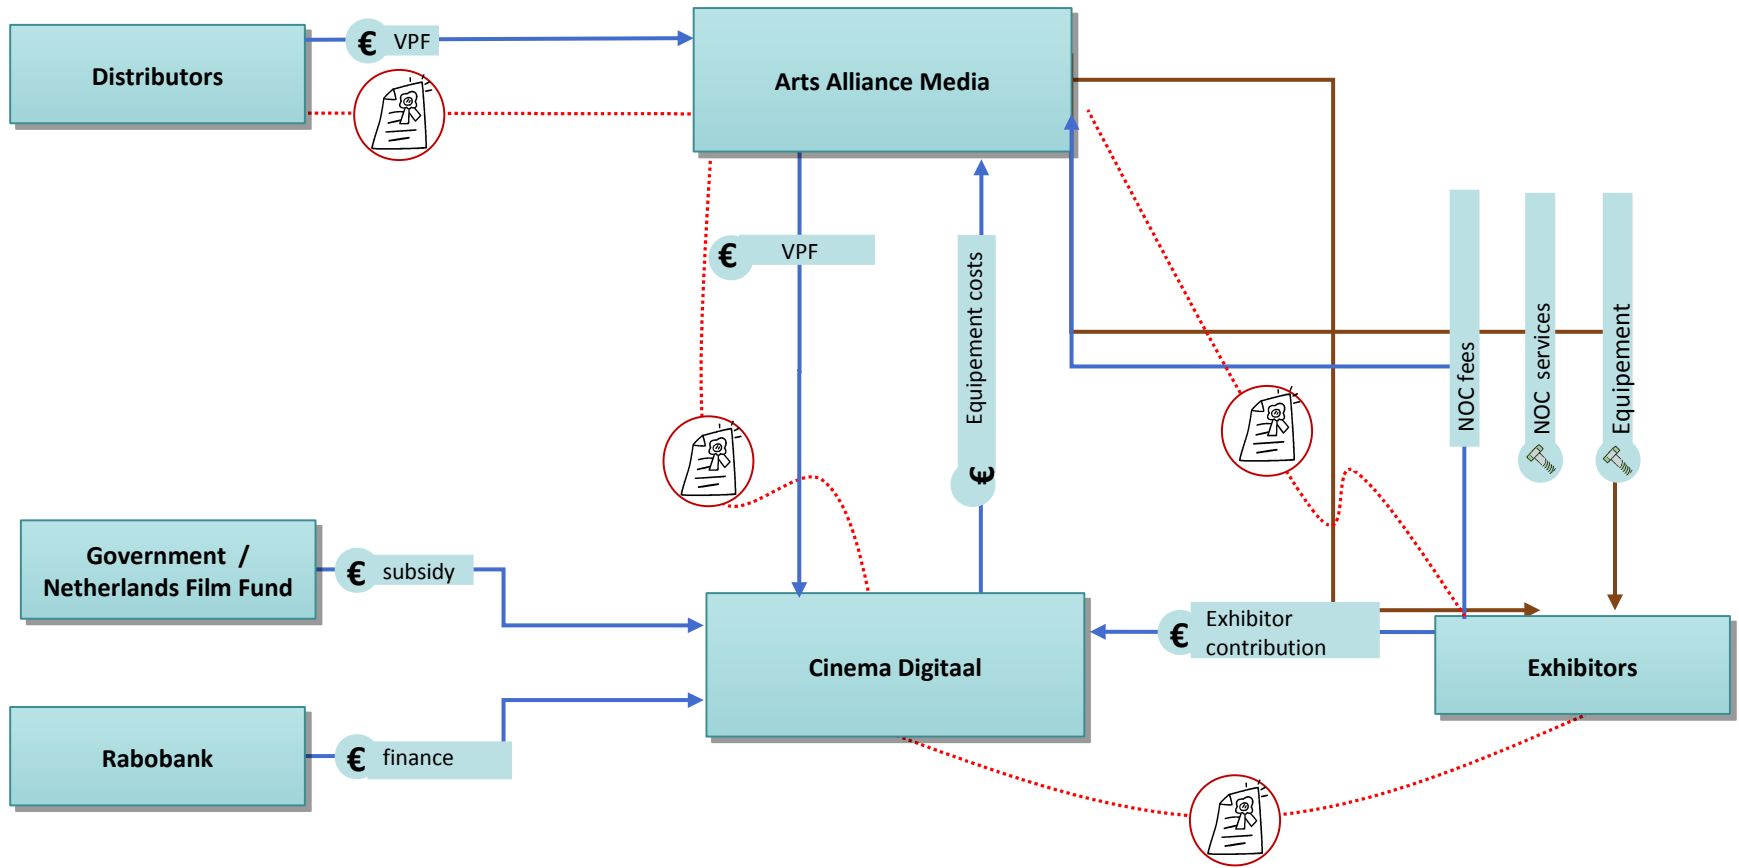 € VPF
Distributors
Arts Alliance Media
€ VPF
Equipement costs
€
NOC fees
NOC services
Equipement
Government /
Netherlands Film Fund
€ subsidy
Cinema Digitaal
€ Exhibitor
contribution
Exhibitors
Rabobank
€ finance